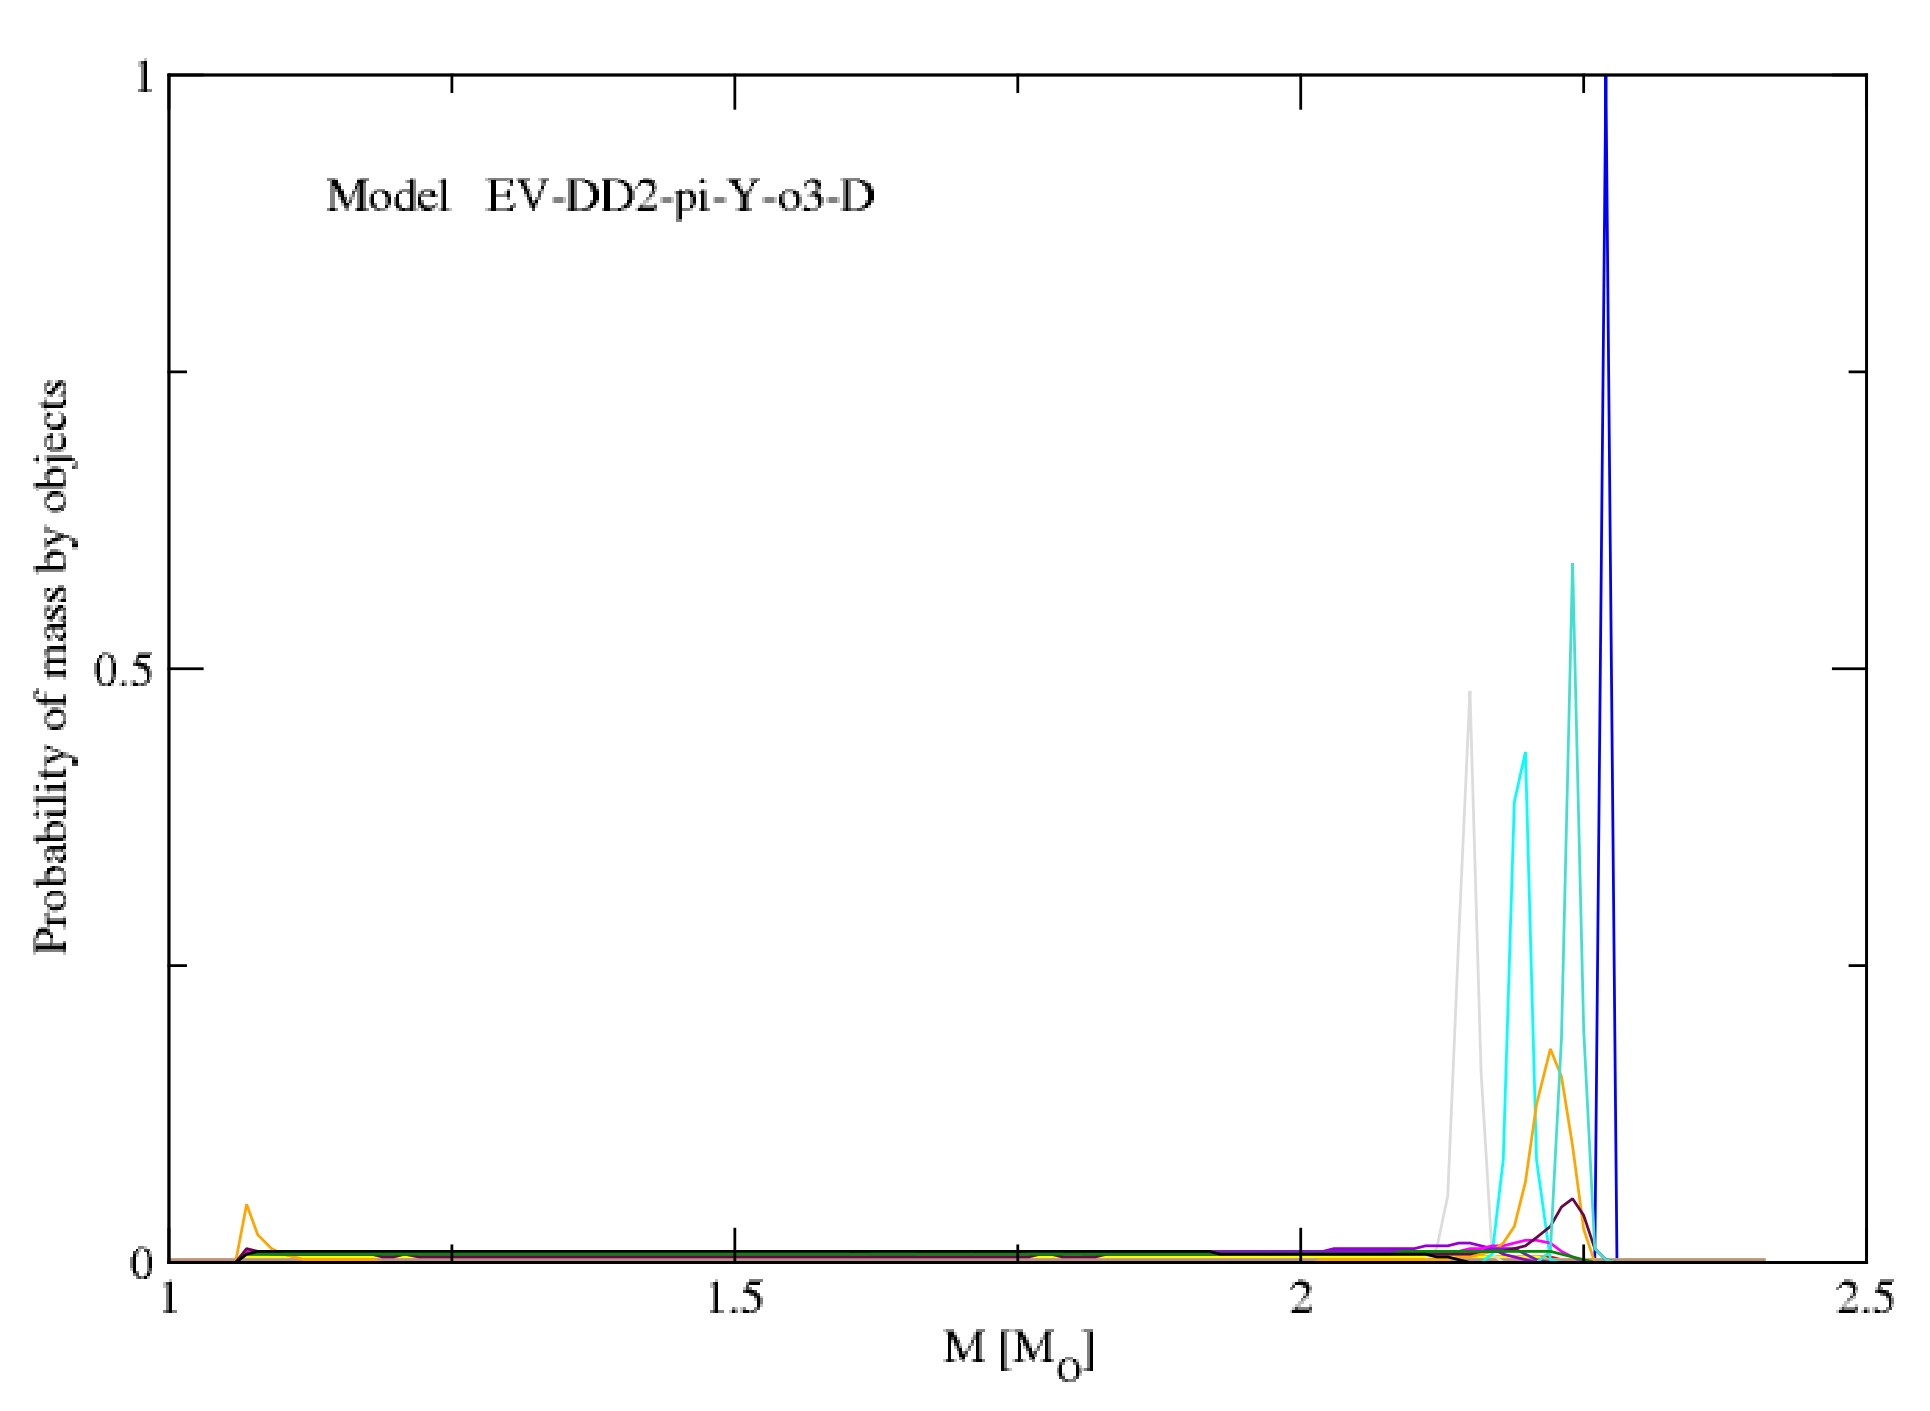 1
Model EV-DD2-pi-Y-o3-D
Probability of mass by objects
0.5
0
1 1.5 2 2.5
M [M_O]